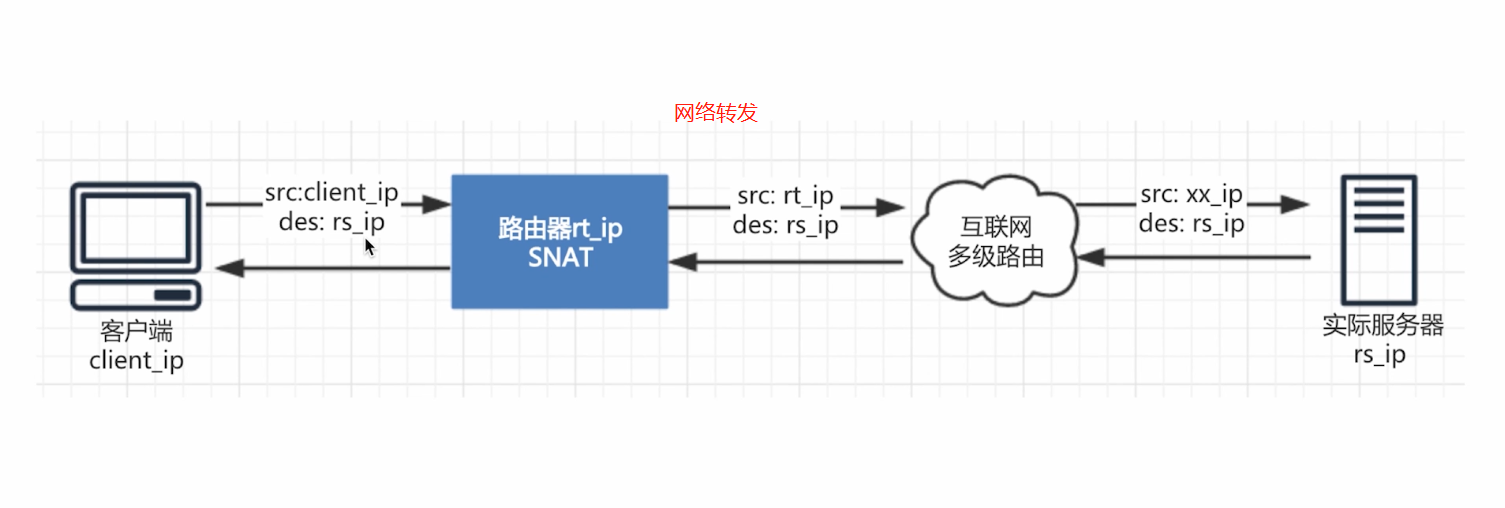 网络转发
src:client_ip
des: rs_ip
路由器rt_ip
SNAT
src: rt_ip
des: rs_ip
互联网
多级路由
src: xx_ip
des: rs_ip
客户端
client_ip
实际服务器
rs_ip